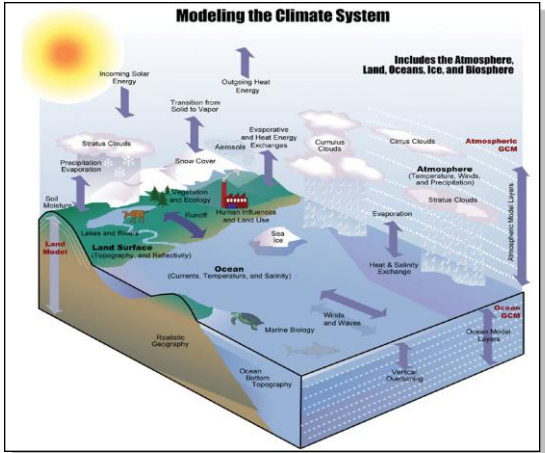 Modeling the Climate System
Includes the Atmosphere,
Land, Oceans, Ice, and Biosphere
Incoming Solar
Energy
Outgoing Heat
Energy
Transition from
Solid to Vapor
Stratus Clouds
Aerosols
Evaporative
and Heat Energy
Exchanges
Cumulus
Clouds
Cirrus Clouds
Atmospheric
GCM
Precipitation
Evaporation
Snow Cover
Atmosphere
(Temperature, Winds,
and Precipitation)
Stratus Clouds
Atmospheric Model Layers
Soil
Moisture
Vegetation
and Ecology
Human Influences
and Land Use
Evaporation
Runoff
Lakes and Rivers
Sea
Ice
Land
Model
Land Surface
(Topography, and Reflectivity)
Heat & Salinity
Exchange
Ocean
(Currents, Temperature, and Salinity)
Ocean
GCM
Winds
and Waves
Marine Biology
Ocean Model
Layers
Realistic
Geography
Ocean
Bottom
Topography
Vertical
Overturning